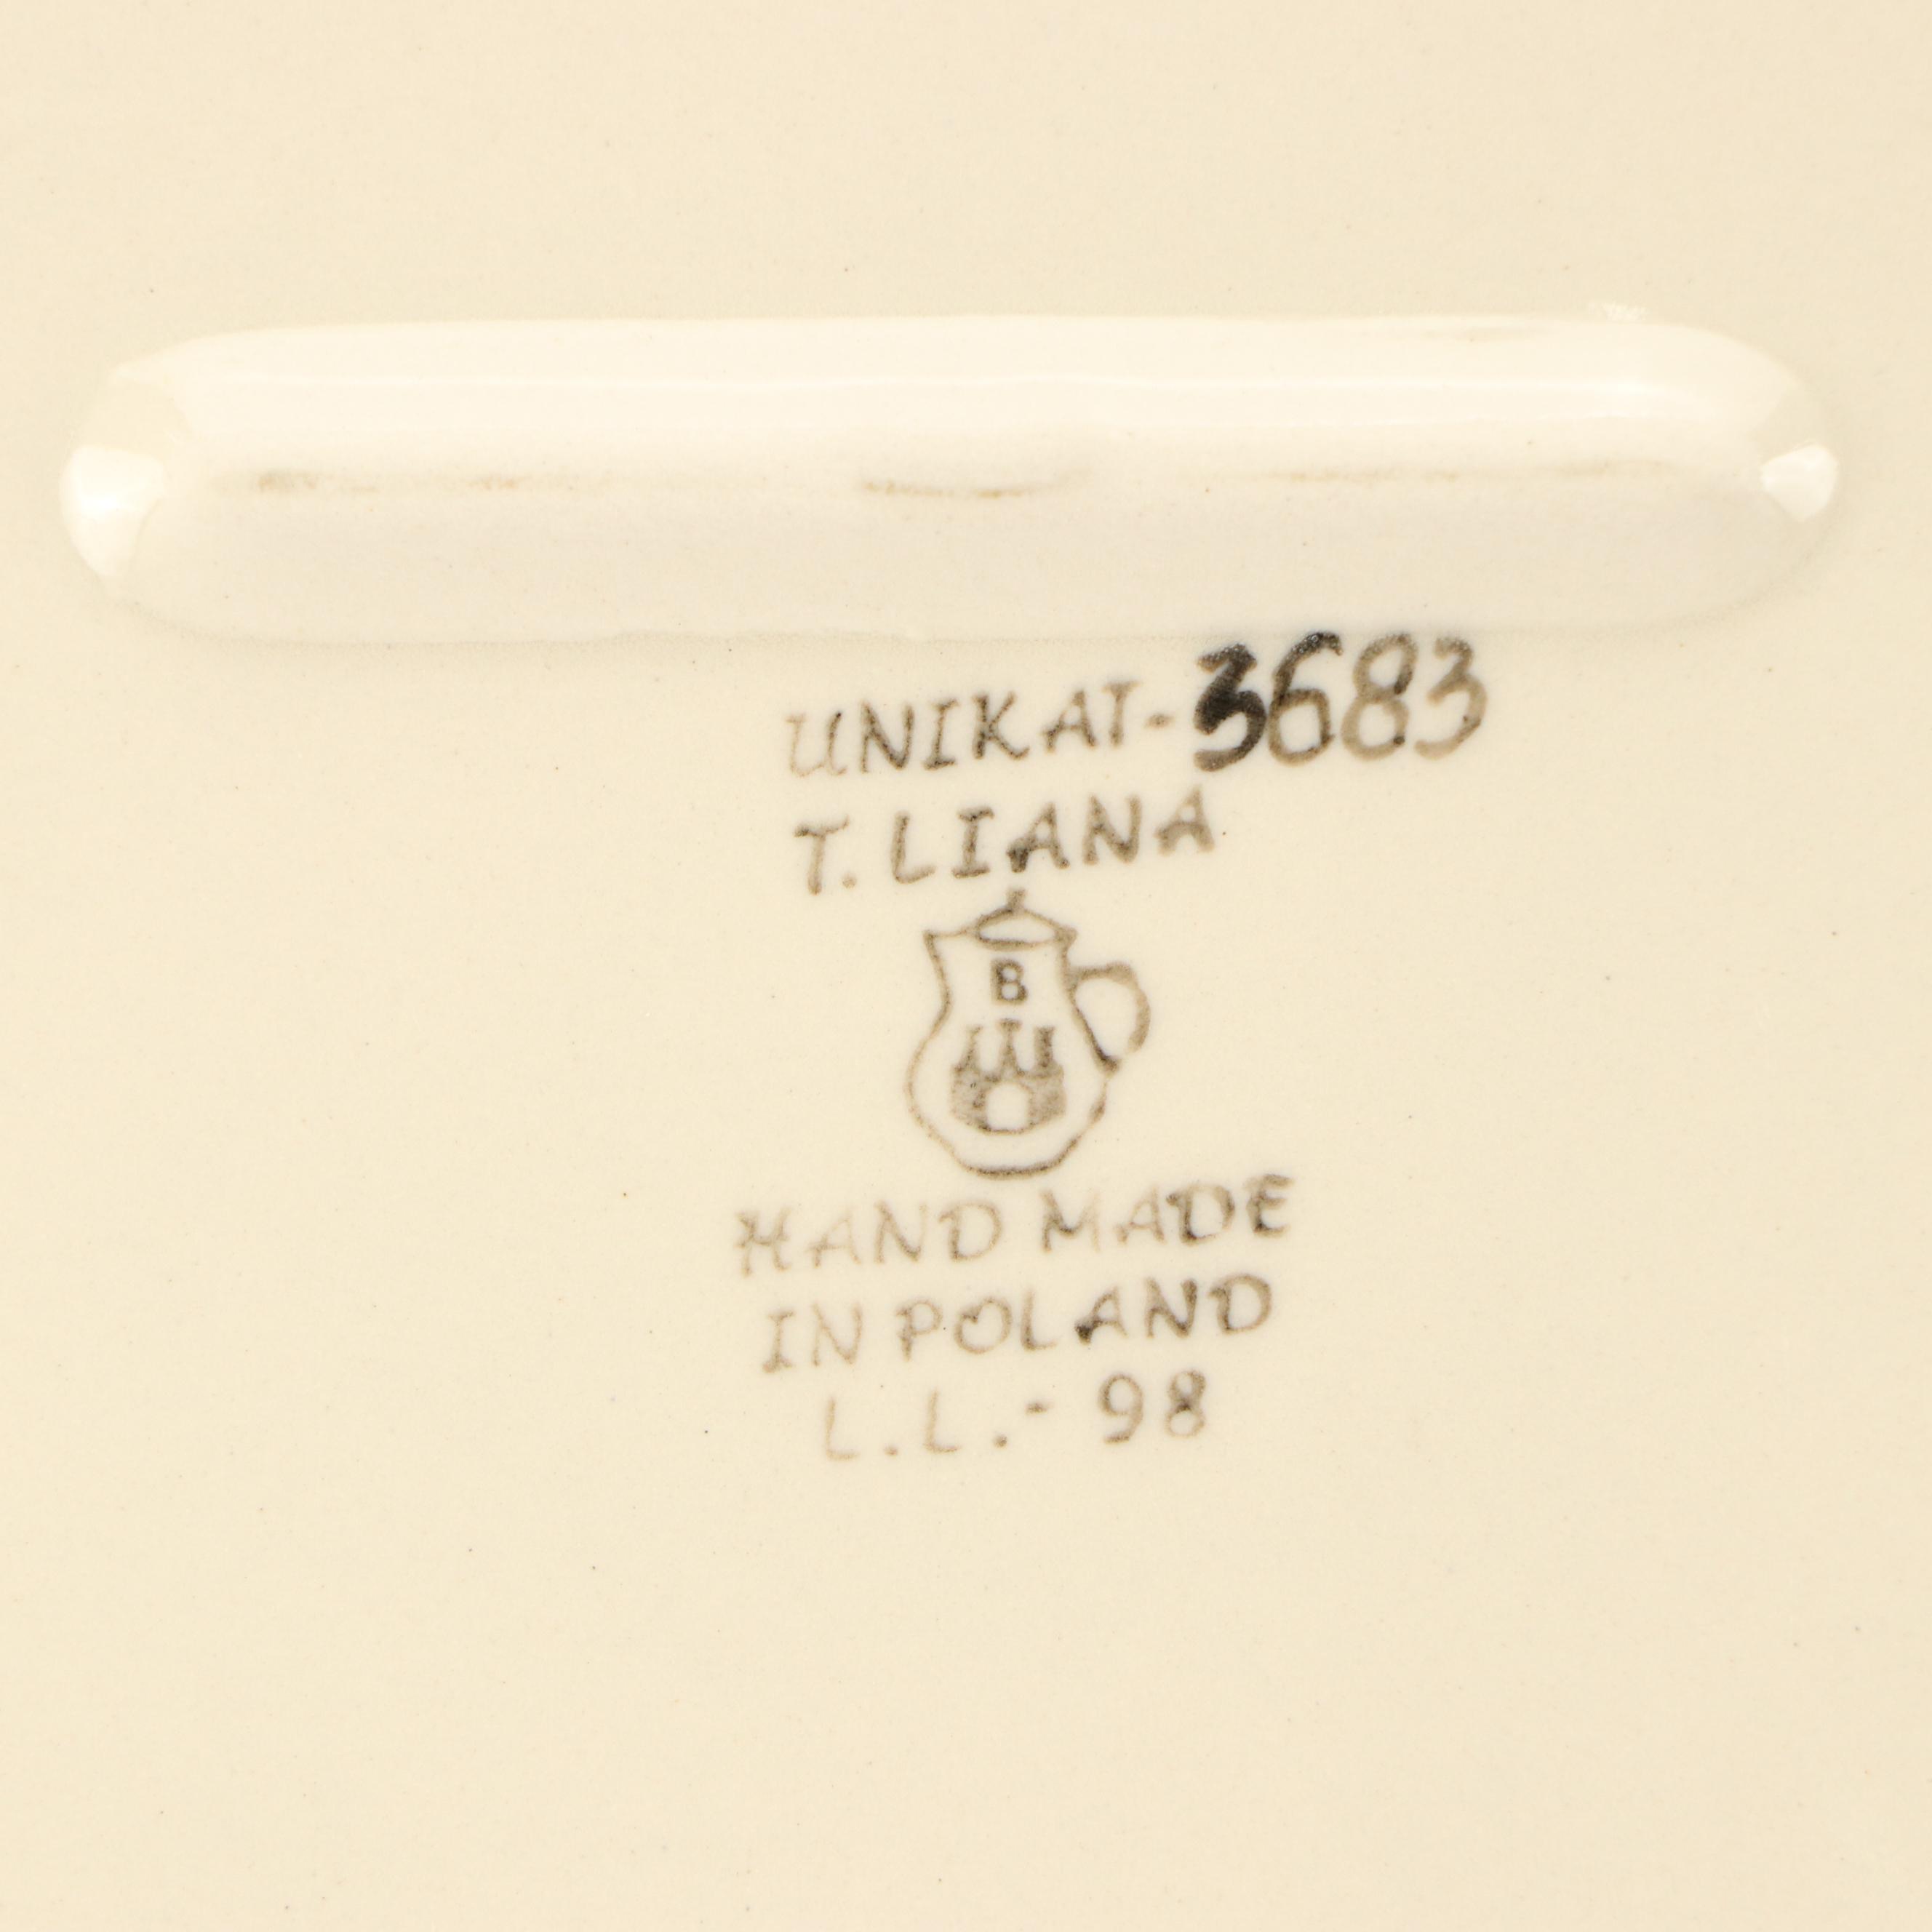 UNIKAT-3683
T. LIANA
B
HAND MADE
IN POLAND
L.L.- 98